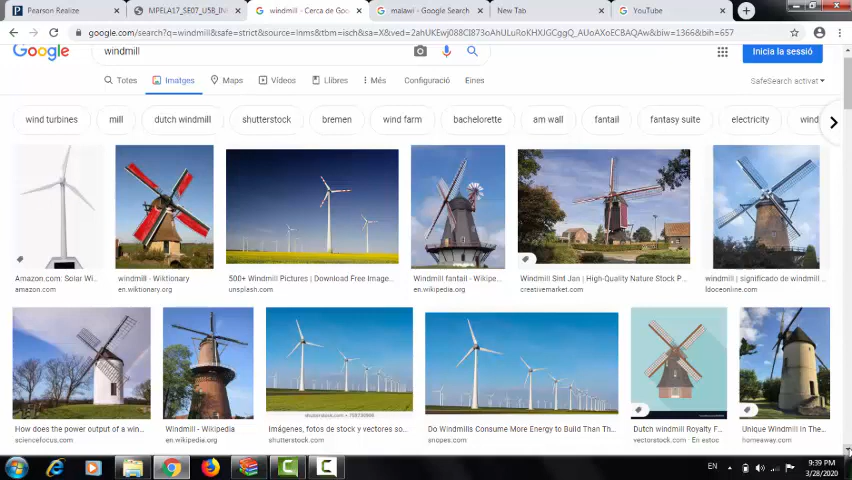 Pearson Realize
MPELA17_SE07_US8_IN
windmill - Cerca de Goo
malawi - Google Search
New Tab
YouTube
google.com/search?q=windmill&safe=strict&source=lnms&tbm=isch&sa=X&ved=
Google
windmill
Inicia la sessió
Totes
Imatges
Maps
Vídeos
Llibres
Més
Configuració
Eines
SafeSearch activat
wind turbines
mill
dutch windmill
shutterstock
bremen
wind farm
bachelorette
am wall
fantail
fantasy suite
electricity
wind
Amazon.com: Solar Wi...
amazon.com
windmill - Wiktionary
en.wiktionary.org
500+ Windmill Pictures | Download Free Image...
unsplash.com
Windmill fantail - Wikipe...
en.wikipedia.org
Windmill Sint Jan | High-Quality Nature Stock P...
creativemarket.com
windmill | significado de windmill...
ldoceonline.com
How does the power output of a win...
sciencefocus.com
Windmill - Wikipedia
en.wikipedia.org
Imágenes, fotos de stock y vectores so...
shutterstock.com
Do Windmills Consume More Energy to Build Than Th...
snopes.com
Dutch windmill Royalty F...
vectorstock.com - En estoc
Unique Windmill in The...
homeaway.com
EN
9:39 PM
3/28/2020